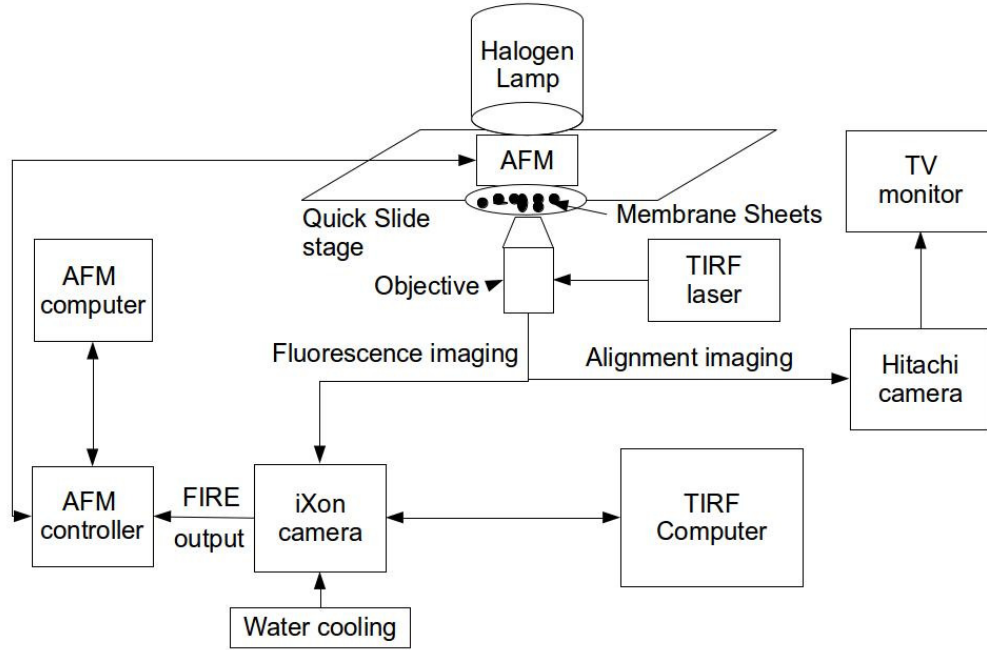 Halogen
Lamp
AFM
TV
monitor
Quick Slide
stage
Membrane Sheets
AFM
computer
Objective
TIRF
laser
Fluorescence imaging
Alignment imaging
Hitachi
camera
AFM
controller
FIRE
output
iXon
camera
TIRF
Computer
Water cooling